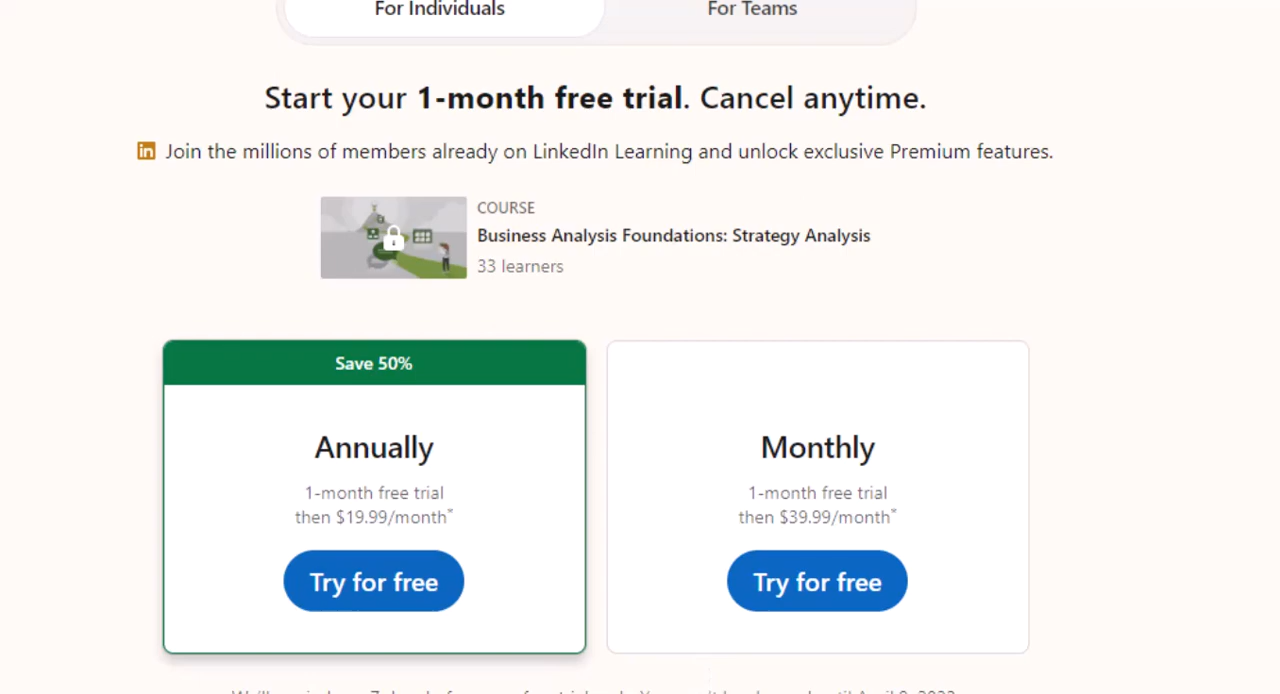 For Individuals
For Teams
Start your 1-month free trial. Cancel anytime.
in Join the millions of members already on LinkedIn Learning and unlock exclusive Premium features.
COURSE
Business Analysis Foundations: Strategy Analysis
33 learners
Save 50%
Annually
1-month free trial
then $19.99/month*
Try for free
Monthly
1-month free trial
then $39.99/month*
Try for free